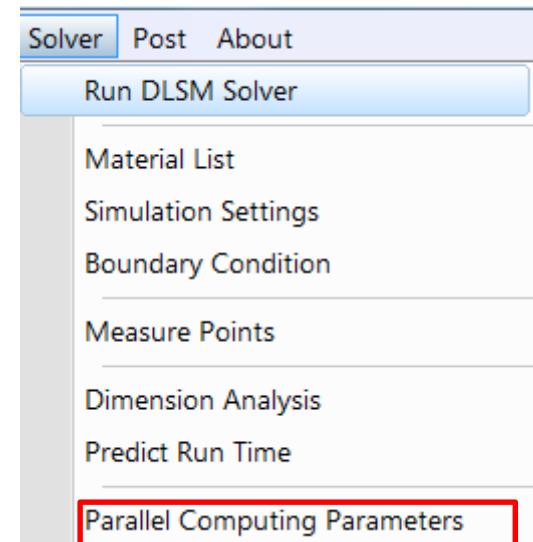 Solver Post About
Run DLSM Solver
Material List
Simulation Settings
Boundary Condition
Measure Points
Dimension Analysis
Predict Run Time
Parallel Computing Parameters